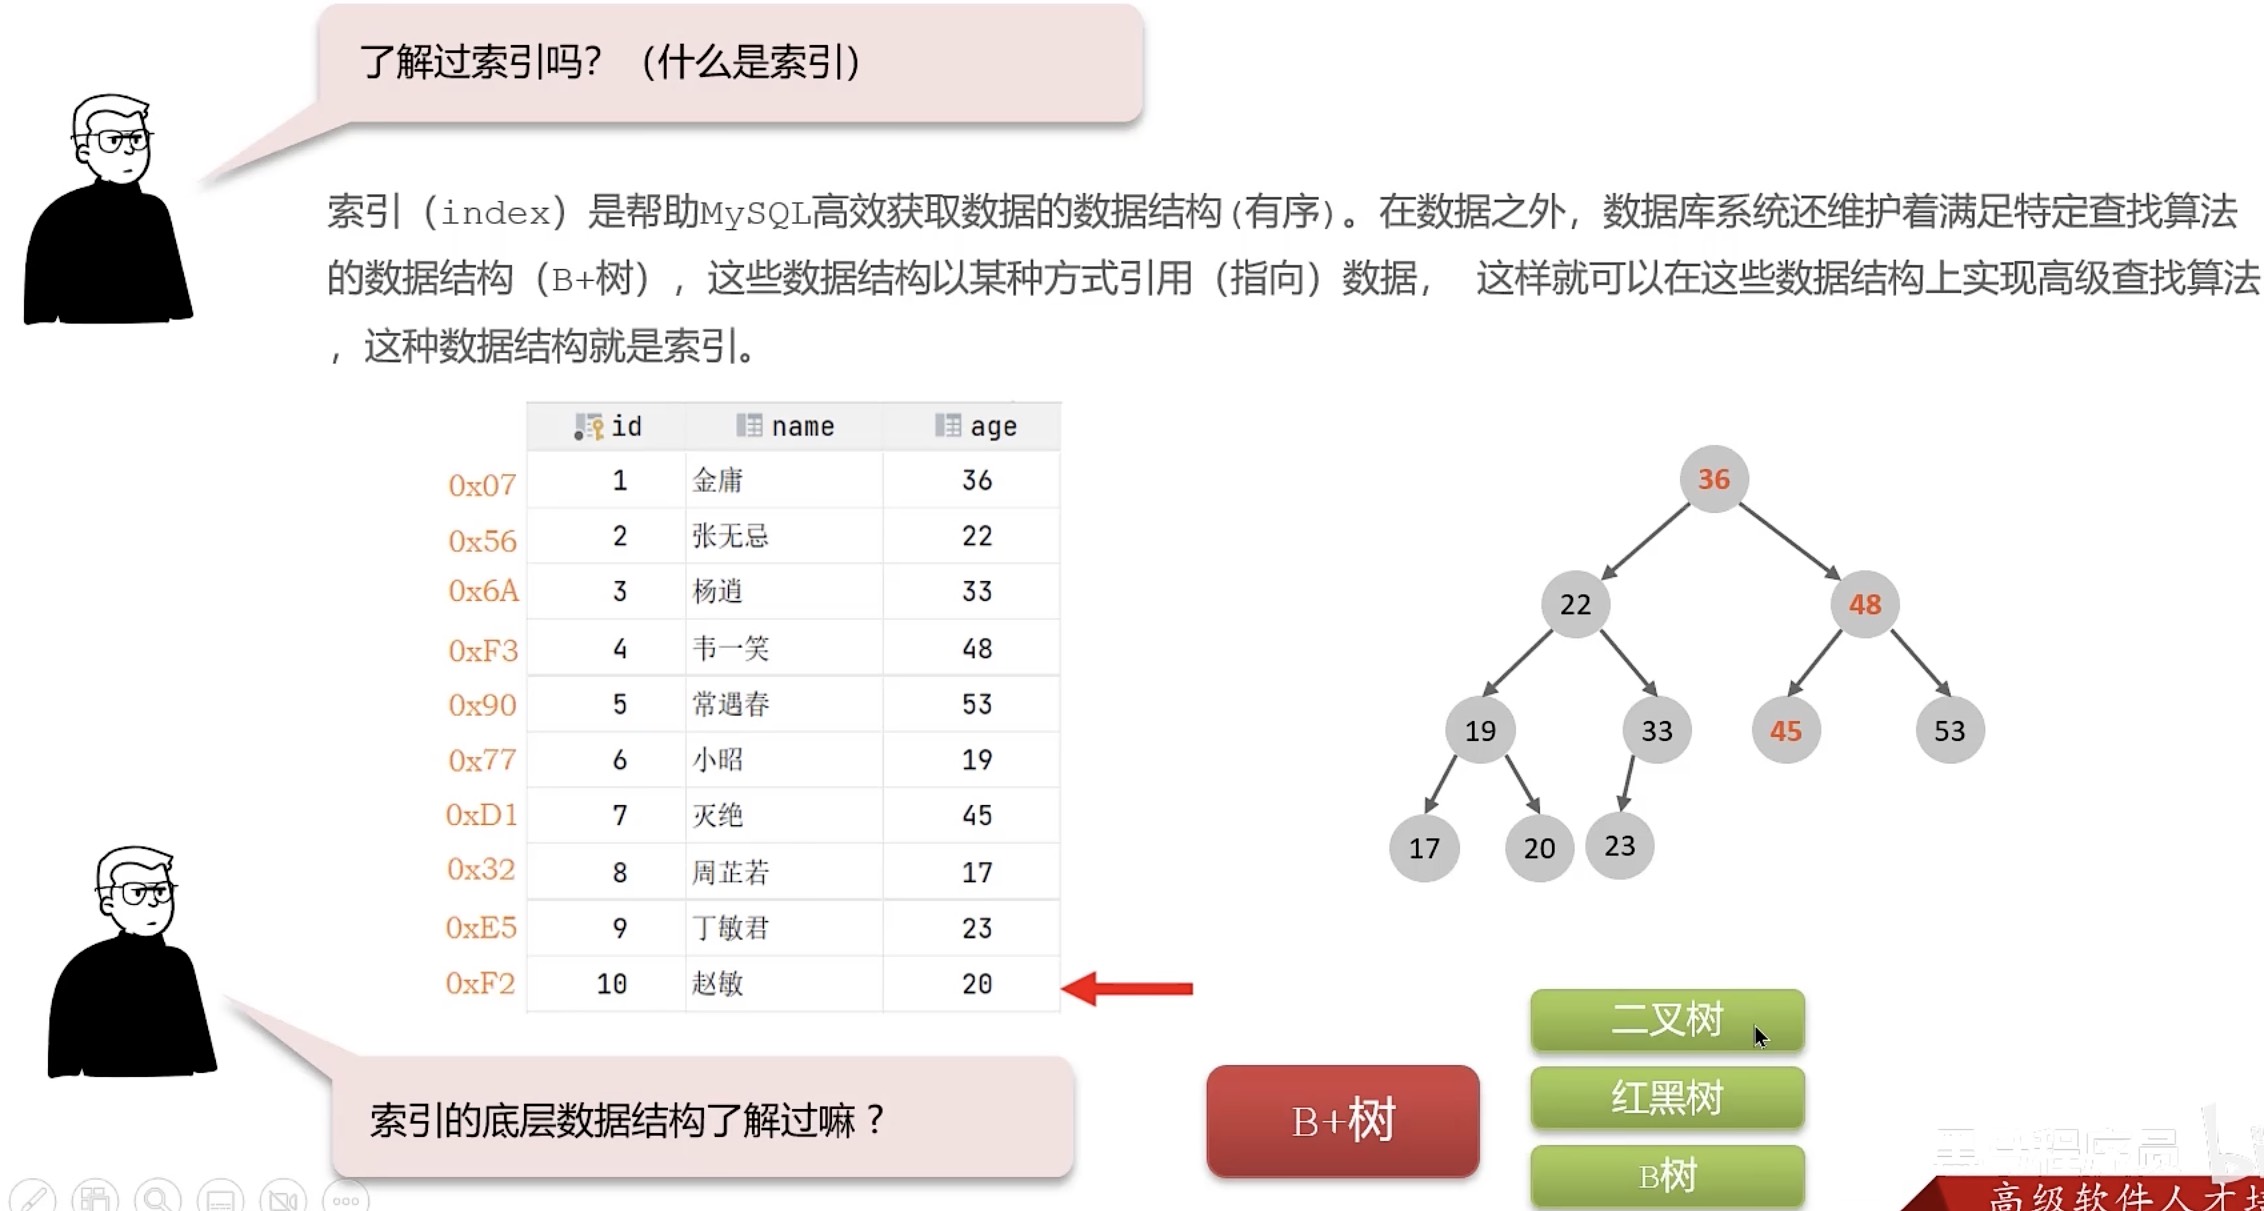 了解过索引吗？（什么是索引）
索引（index）是帮助MySQL高效获取数据的数据结构(有序)。在数据之外，数据库系统还维护着满足特定查找算法
的数据结构（B+树），这些数据结构以某种方式引用（指向）数据， 这样就可以在这些数据结构上实现高级查找算法
，这种数据结构就是索引。
id name age
0x07 1 金庸 36
0x56 2 张无忌 22
0x6A 3 杨逍 33
0xF3 4 韦一笑 48
0x90 5 常遇春 53
0x77 6 小昭 19
0xD1 7 灭绝 45
0x32 8 周芷若 17
0xE5 9 丁敏君 23
0xF2 10 赵敏 20
36
22 48
19 33 45 53
17 20 23
索引的底层数据结构了解过嘛？
B+树
二叉树
红黑树
B树
程序员
高级软件人才培